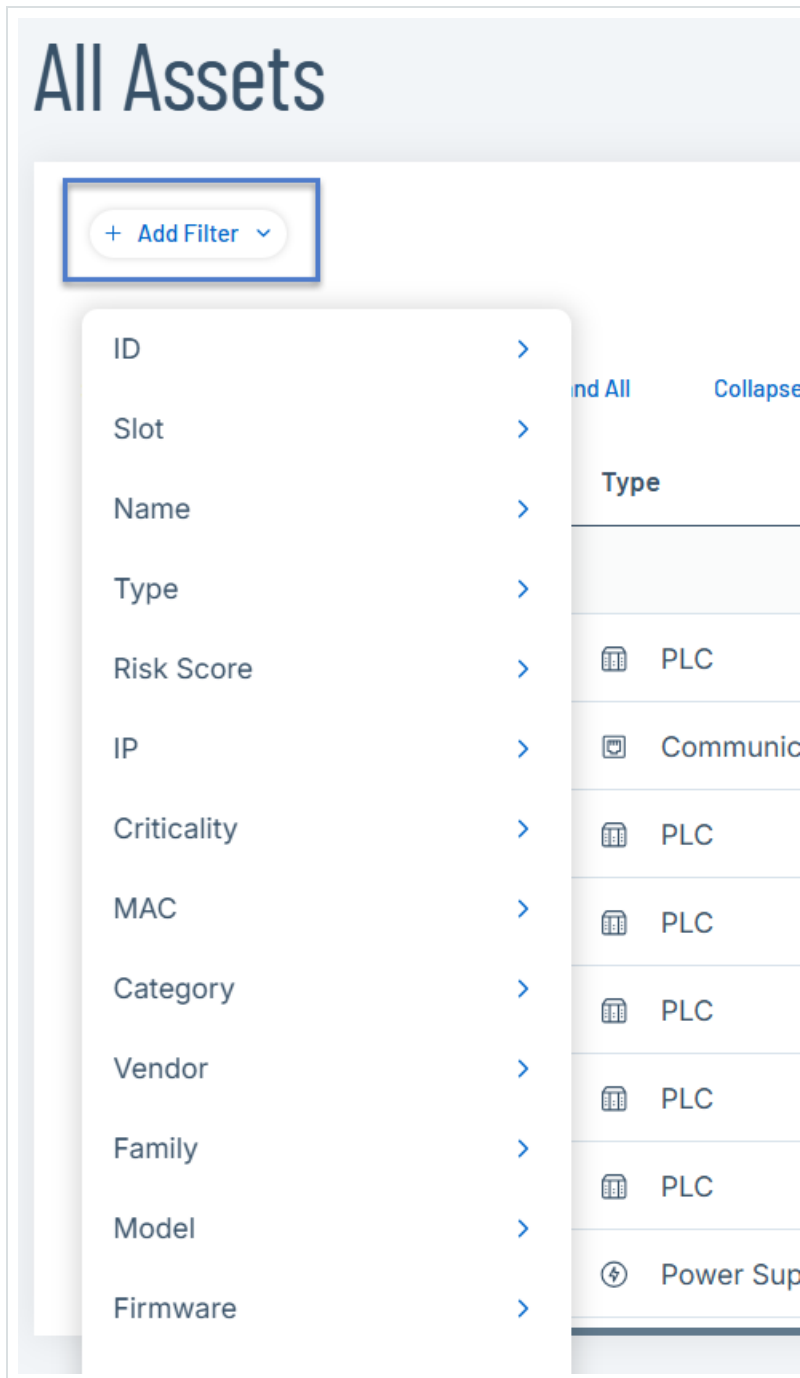 All Assets
+ Add Filter
ID
Slot
Name
Type
Risk Score
IP
Criticality
MAC
Category
Vendor
Family
Model
Firmware
nd All
Collapse
Type
PLC
Communic
PLC
PLC
PLC
PLC
PLC
Power Sup